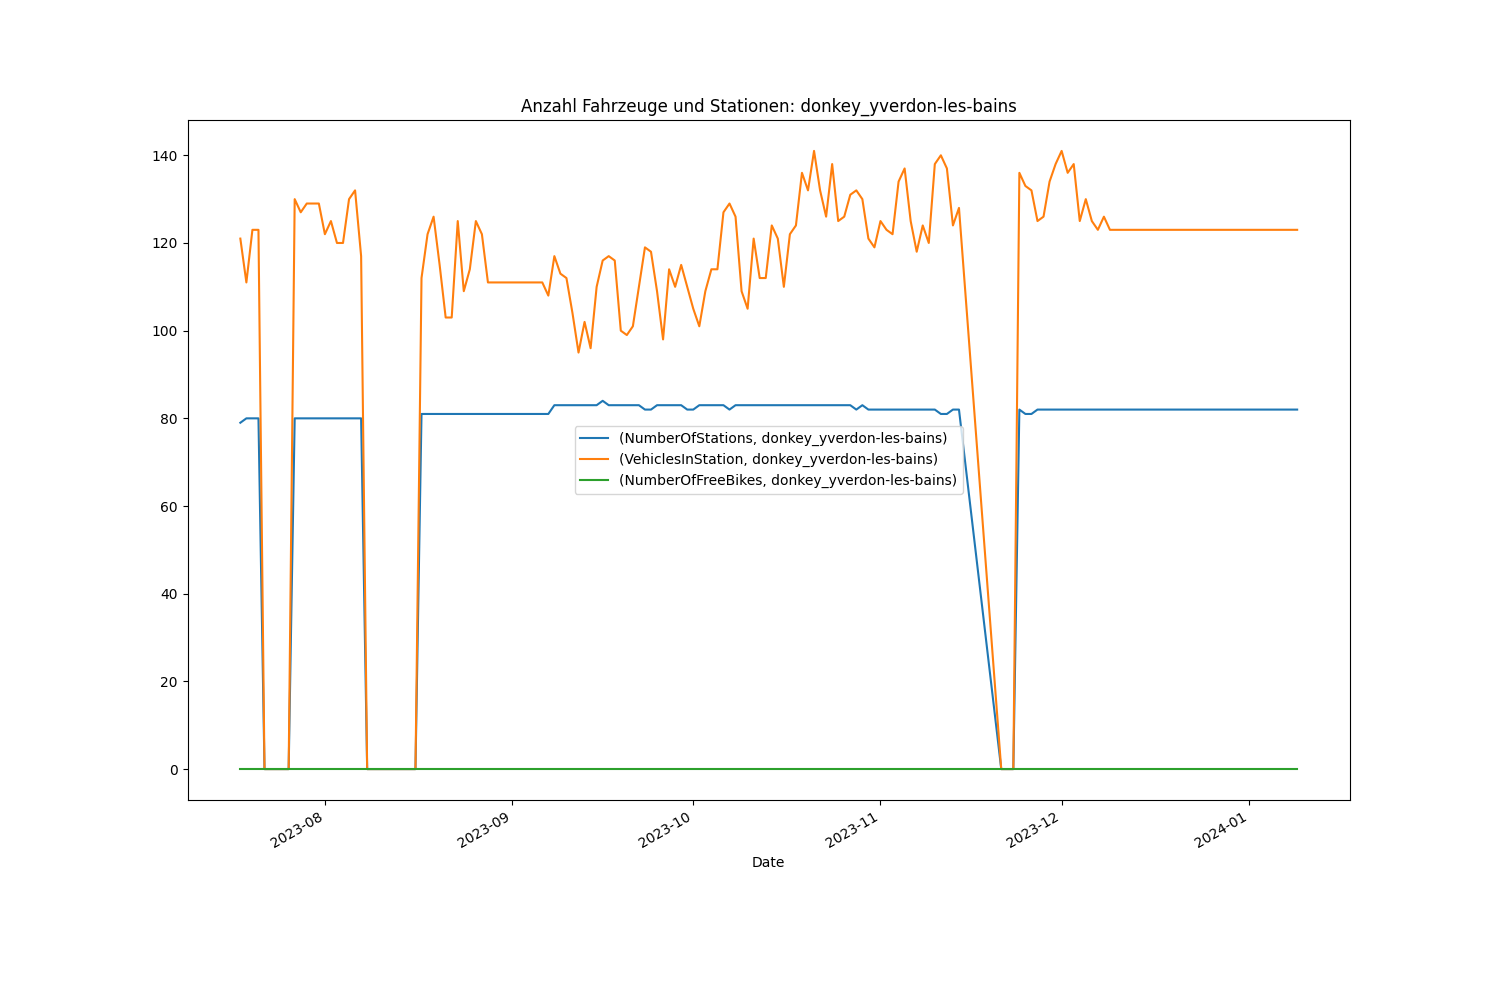 Anzahl Fahrzeuge und Stationen: donkey_yverdon-les-bains
140
120
100
80
60
40
20
0
(NumberOfStations, donkey_yverdon-les-bains)
(VehiclesInStation, donkey_yverdon-les-bains)
(NumberOfFreeBikes, donkey_yverdon-les-bains)
2023-08
2023-09
2023-10
2023-11
2023-12
2024-01
Date